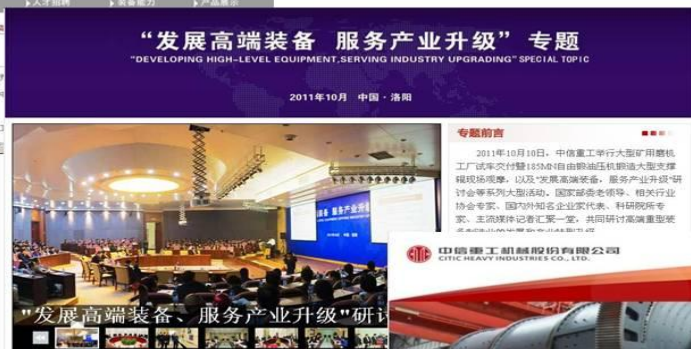 人才招聘
装备能力
产品展示
“发展高端装备 服务产业升级”专题
"DEVELOPING HIGH-LEVEL EQUIPMENT,SERVING INDUSTRY UPGRADING" SPECIAL TOPIC
2011年10月 中国·洛阳
专题前言
2011年10月10日，中信重工举行大型矿用磨机
工厂试车交付暨185MN自由锻油压机锻造大型支撑
辊现场观摩，以及“发展高端装备，服务产业升级”研
讨会等系列大型活动。国家部委老领导、相关行业
协会专家、国内外知名企业家代表、科研院所专
家、主流媒体记者汇聚一堂，共同研讨高端重型装
"发展高端装备、服务产业升级"研讨
中信重工机械股份有限公司
CITIC HEAVY INDUSTRIES CO., LTD.